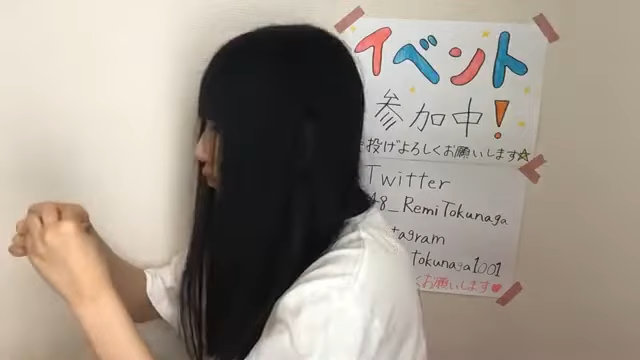 イベント
参加中!
投げよろしくお願いします☆
Twitter
48_RemiTokunaga
tagram
tokunaga1001
くお願いします♥